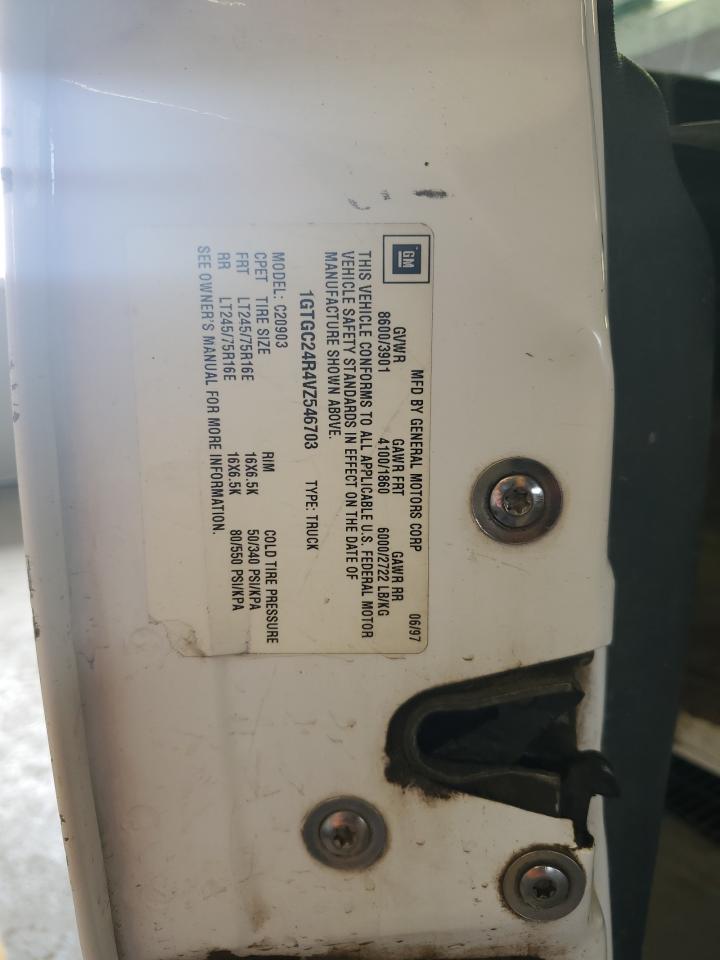 GM
MFD BY GENERAL MOTORS CORP 06/97
GVWR GAWR FRT GAWR RR
8600/3901 4100/1860 6000/2722 LB/KG
THIS VEHICLE CONFORMS TO ALL APPLICABLE U.S. FEDERAL MOTOR
VEHICLE SAFETY STANDARDS IN EFFECT ON THE DATE OF
MANUFACTURE SHOWN ABOVE.
1GTGC24R4VZ546703 TYPE: TRUCK
MODEL: C20903
CPET TIRE SIZE RIM COLD TIRE PRESSURE
FRT LT245/75R16E 16X6.5K 50/340 PSI/KPA
RR LT245/75R16E 16X6.5K 80/550 PSI/KPA
SEE OWNER'S MANUAL FOR MORE INFORMATION.